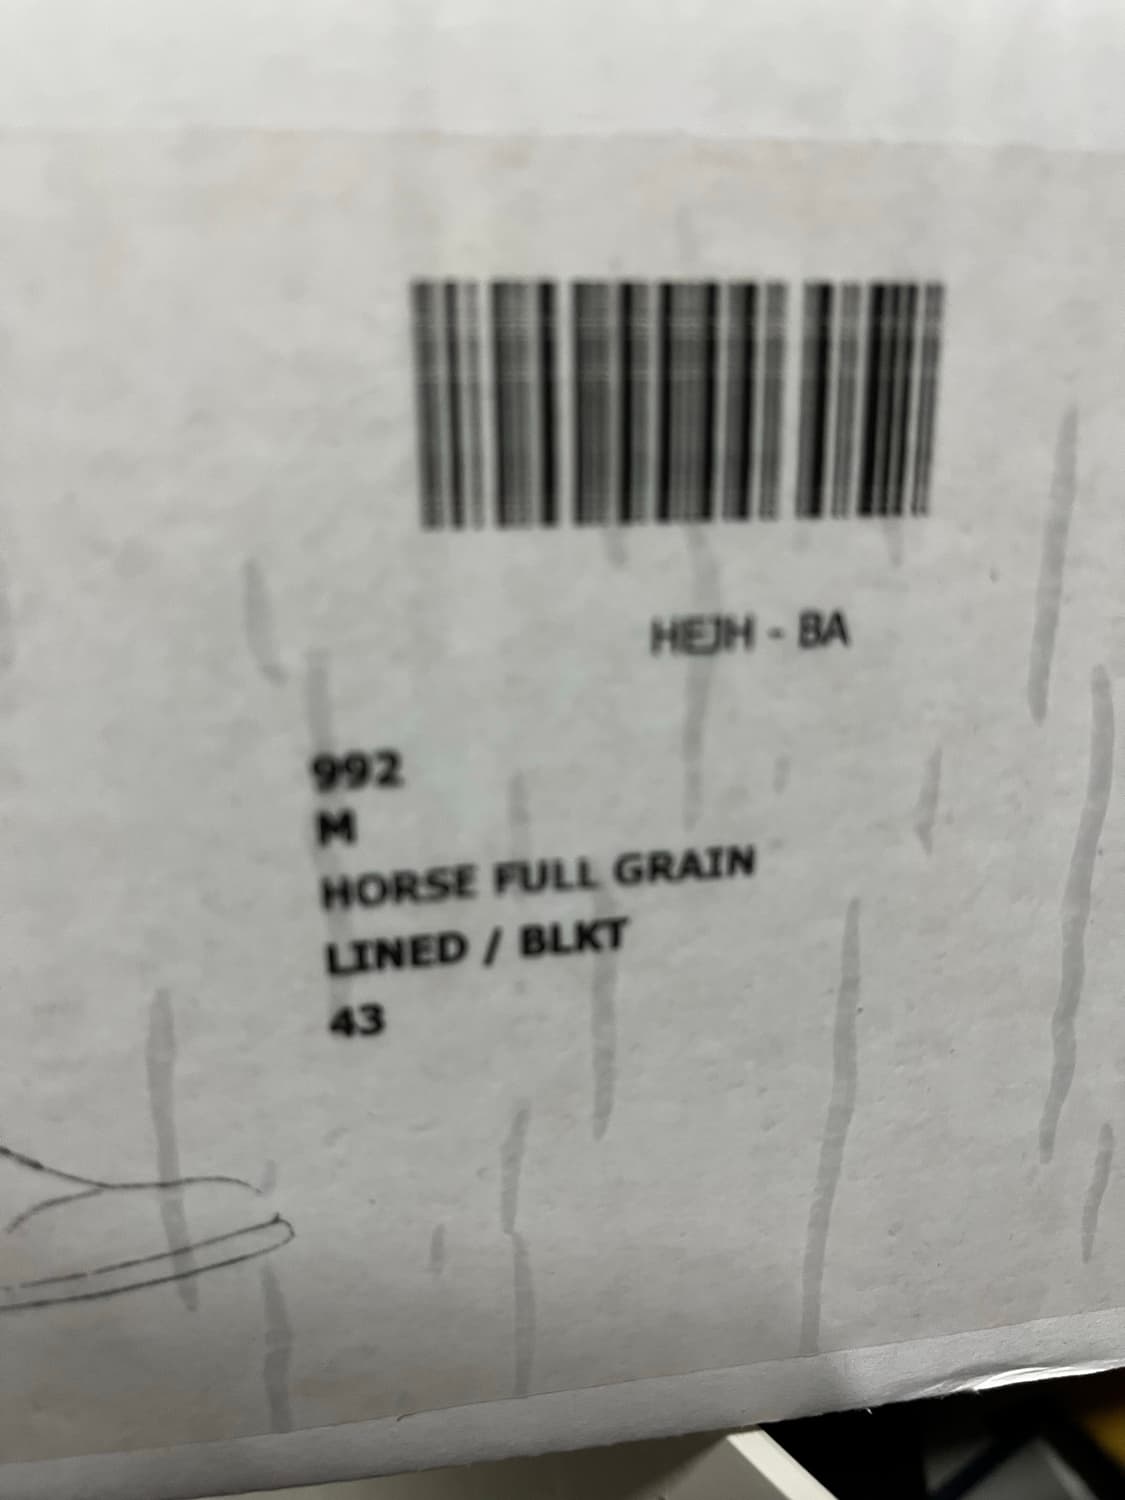 HEJH - BA
992
M
HORSE FULL GRAIN
LINED / BLKT
43